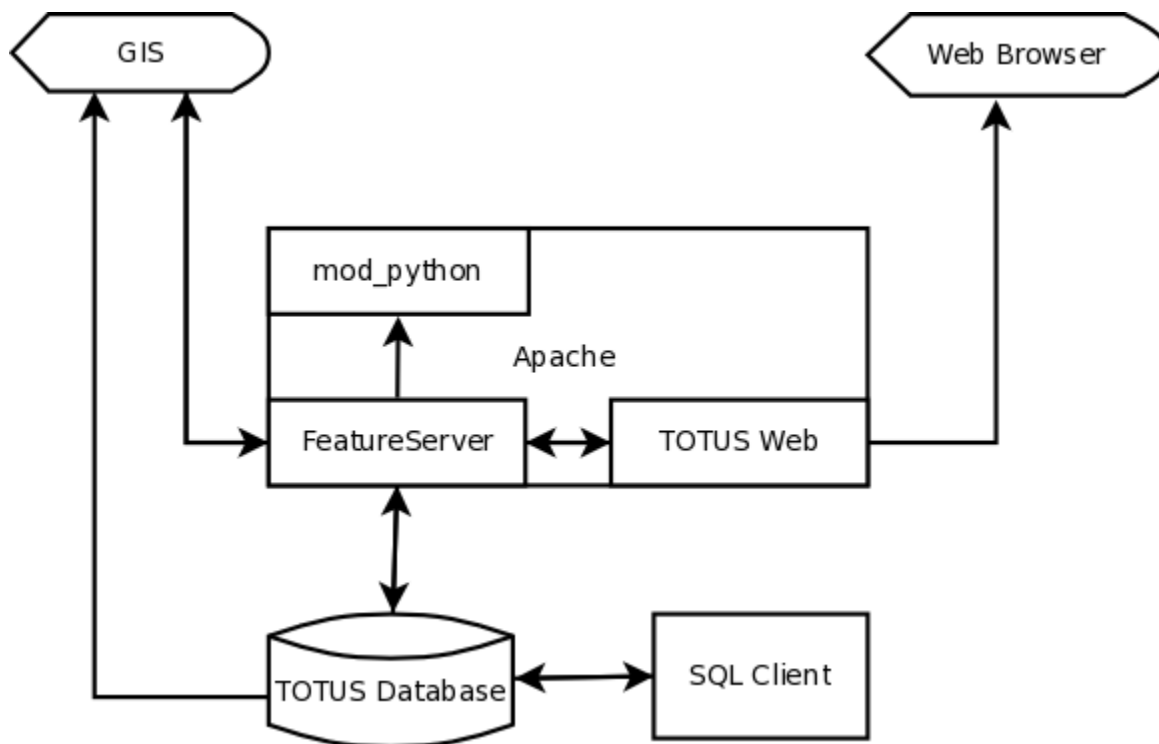 GIS
Web Browser
mod_python
Apache
FeatureServer
TOTUS Web
TOTUS Database
SQL Client